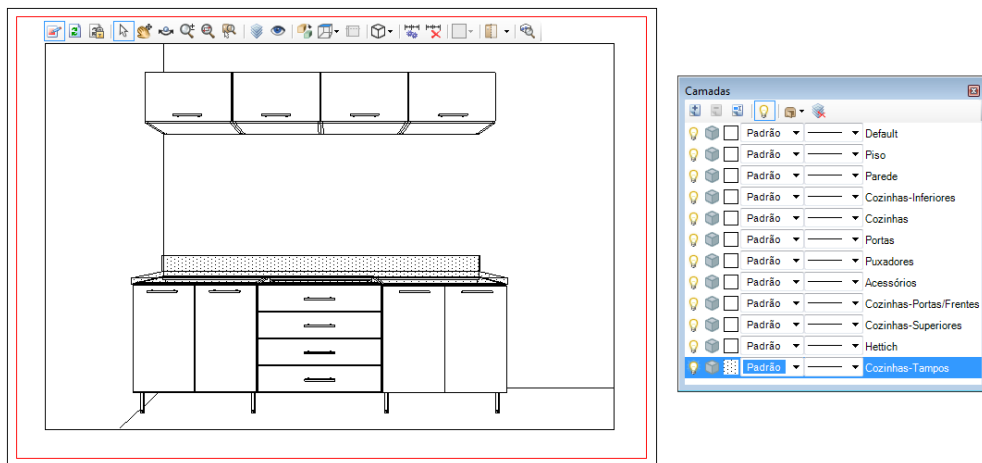 Camadas
Padrão Default
Padrão Piso
Padrão Parede
Padrão Cozinhas-Inferiores
Padrão Cozinhas
Padrão Portas
Padrão Puxadores
Padrão Acessórios
Padrão Cozinhas-Portas/Frentes
Padrão Cozinhas-Superiores
Padrão Hettich
Padrão Cozinhas-Tampos